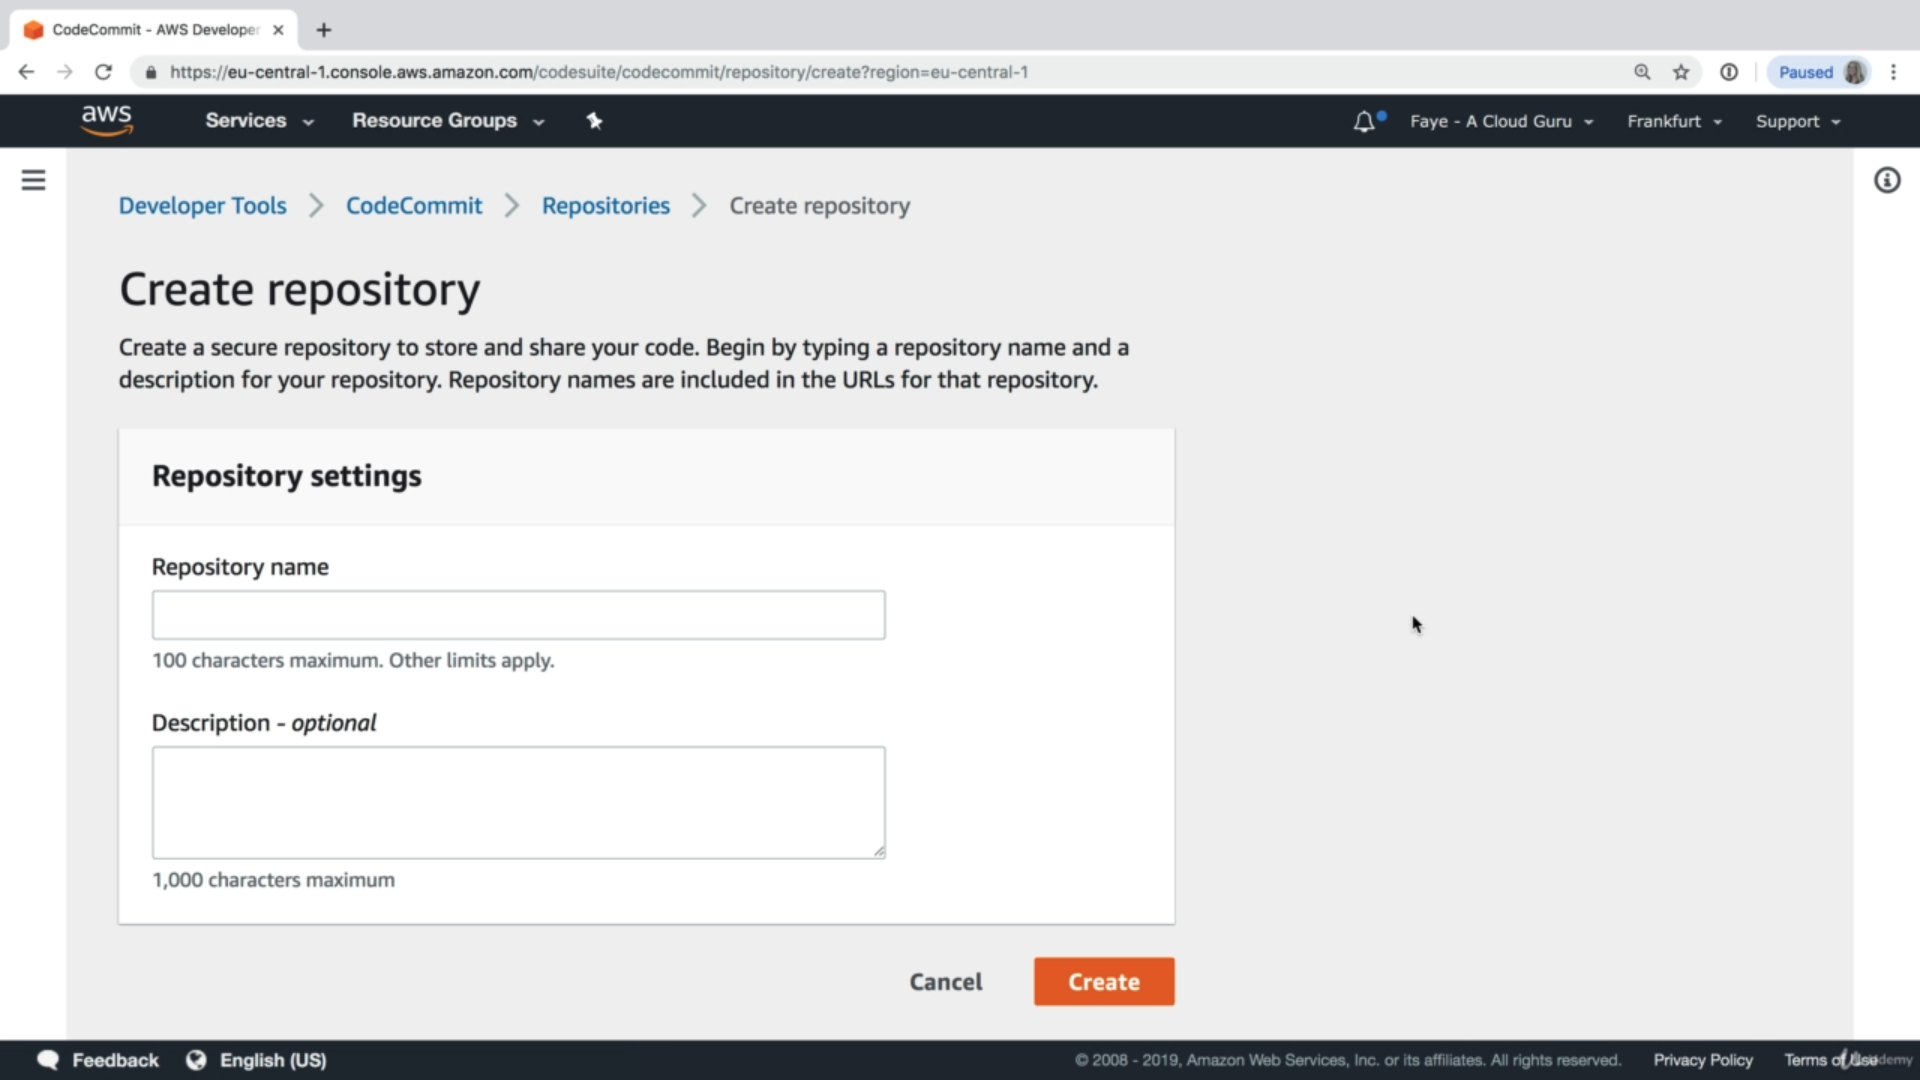 CodeCommit - AWS Developer
https://eu-central-1.console.aws.amazon.com/codesuite/codecommit/repository/create?region=eu-central-1
Paused
aws
Services
Resource Groups
Faye - A Cloud Guru
Frankfurt
Support
Developer Tools
CodeCommit
Repositories
Create repository
Create repository
Create a secure repository to store and share your code. Begin by typing a repository name and a
description for your repository. Repository names are included in the URLs for that repository.
Repository settings
Repository name
100 characters maximum. Other limits apply.
Description - optional
1,000 characters maximum
Cancel
Create
Feedback
English (US)
© 2008 - 2019, Amazon Web Services, Inc. or its affiliates. All rights reserved.
Privacy Policy
Terms of Use